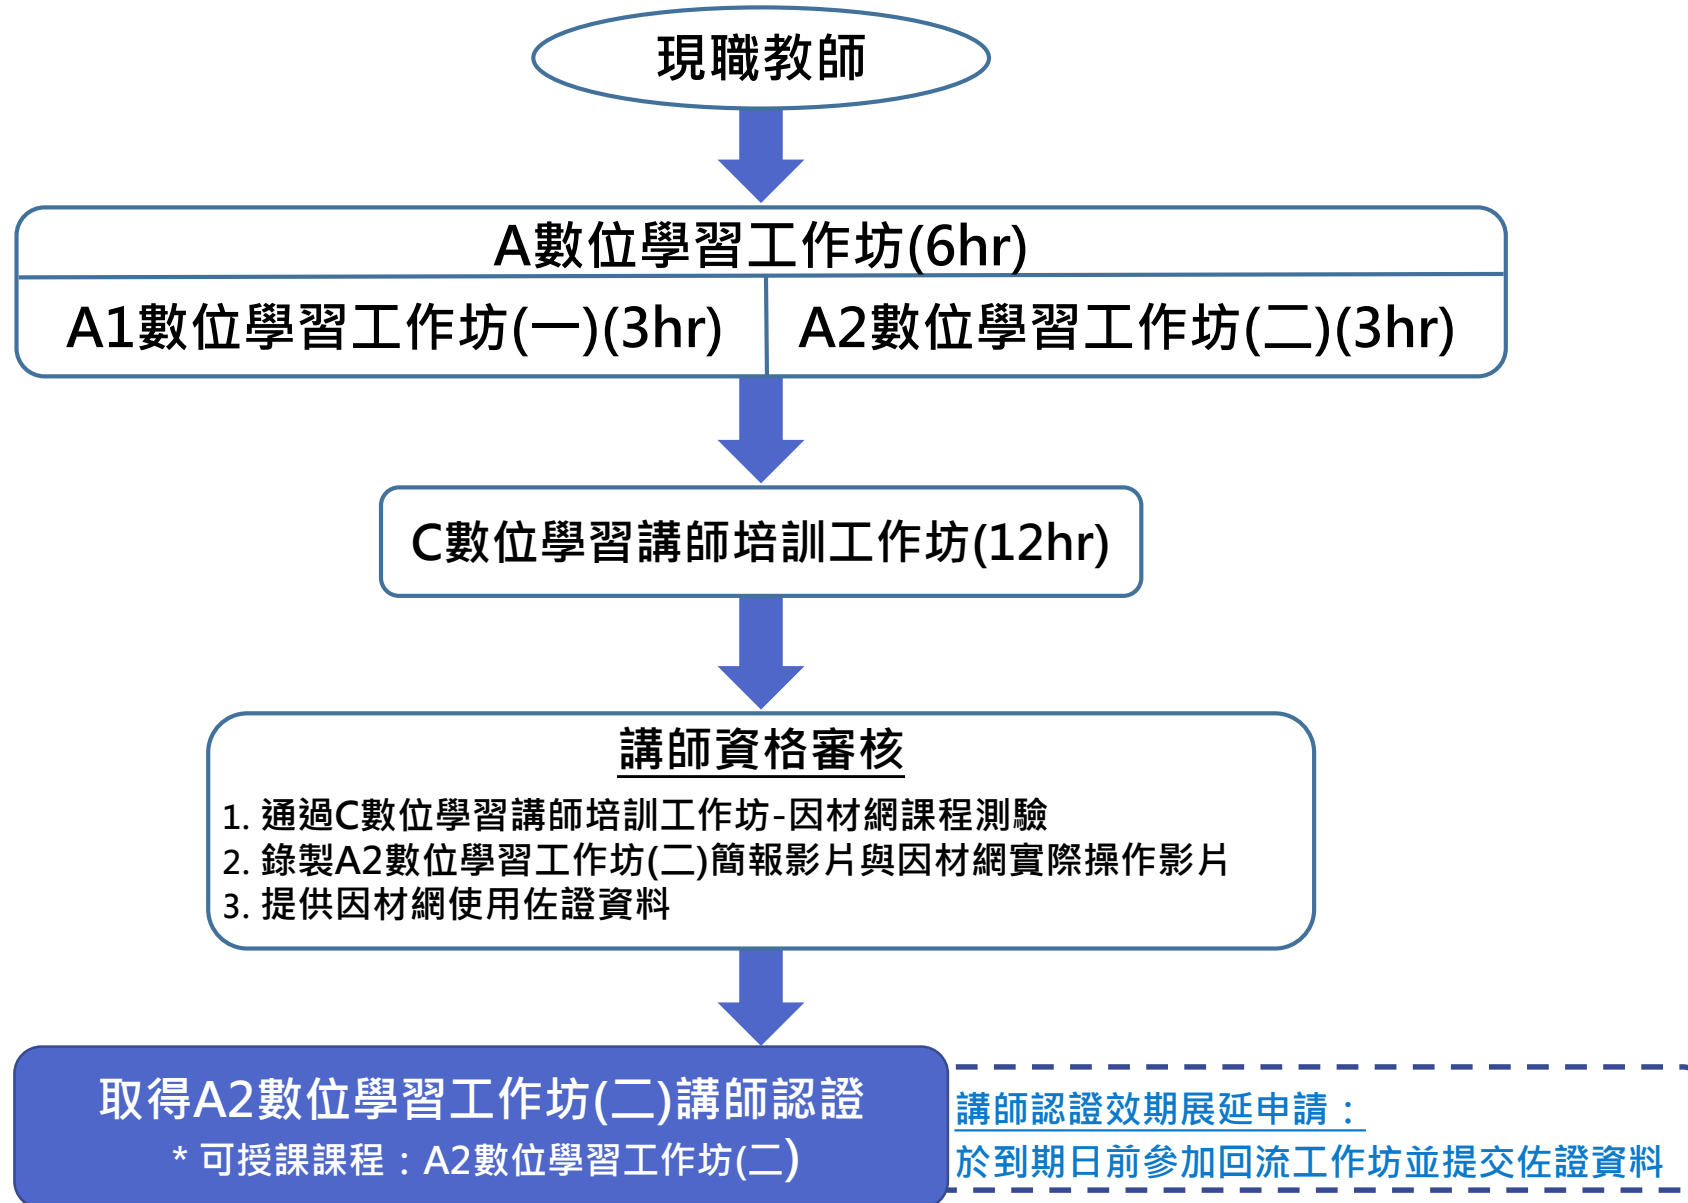 現職教師
A數位學習工作坊(6hr)
A1數位學習工作坊(一)(3hr)
A2數位學習工作坊(二)(3hr)
C數位學習講師培訓工作坊(12hr)
講師資格審核
1. 通過C數位學習講師培訓工作坊-因材網課程測驗
2. 錄製A2數位學習工作坊(二)簡報影片與因材網實際操作影片
3. 提供因材網使用佐證資料
取得A2數位學習工作坊(二)講師認證
* 可授課課程：A2數位學習工作坊(二)
講師認證效期展延申請：
於到期日前參加回流工作坊並提交佐證資料